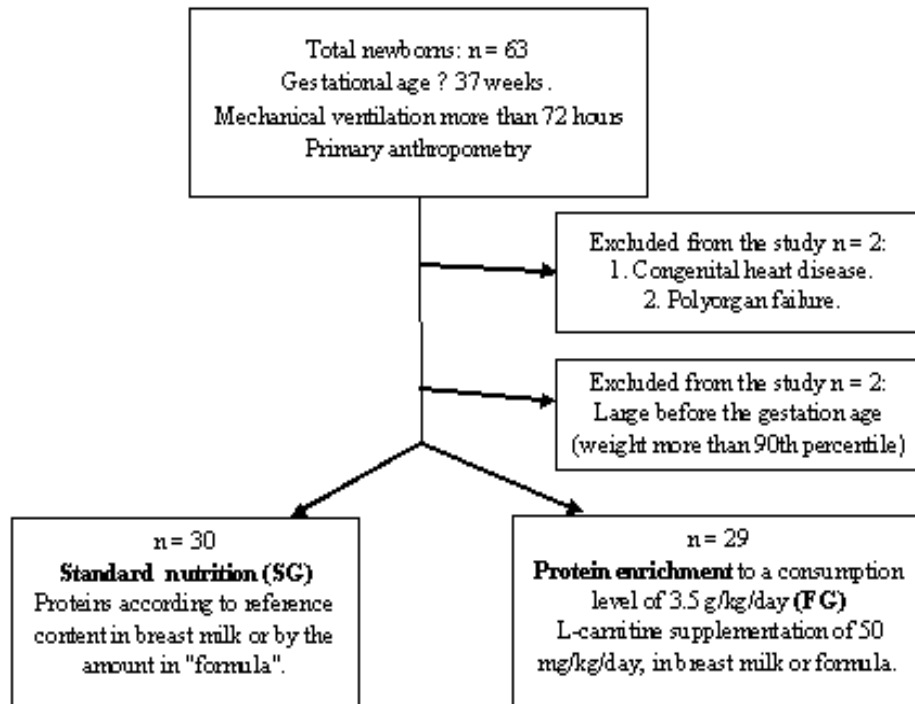 Total newborns: n = 63
Gestational age ? 37 weeks.
Mechanical ventilation more than 72 hours
Primary anthropometry
Excluded from the study n = 2:
1. Congenital heart disease.
2. Polyorgan failure.
Excluded from the study n = 2:
Large before the gestation age
(weight more than 90th percentile)
n = 30
Standard nutrition (SG)
Proteins according to reference
content in breast milk or by the
amount in "formula".
n = 29
Protein enrichment to a consumption
level of 3.5 g/kg/day (FG)
L-carnitine supplementation of 50
mg/kg/day, in breast milk or formula.